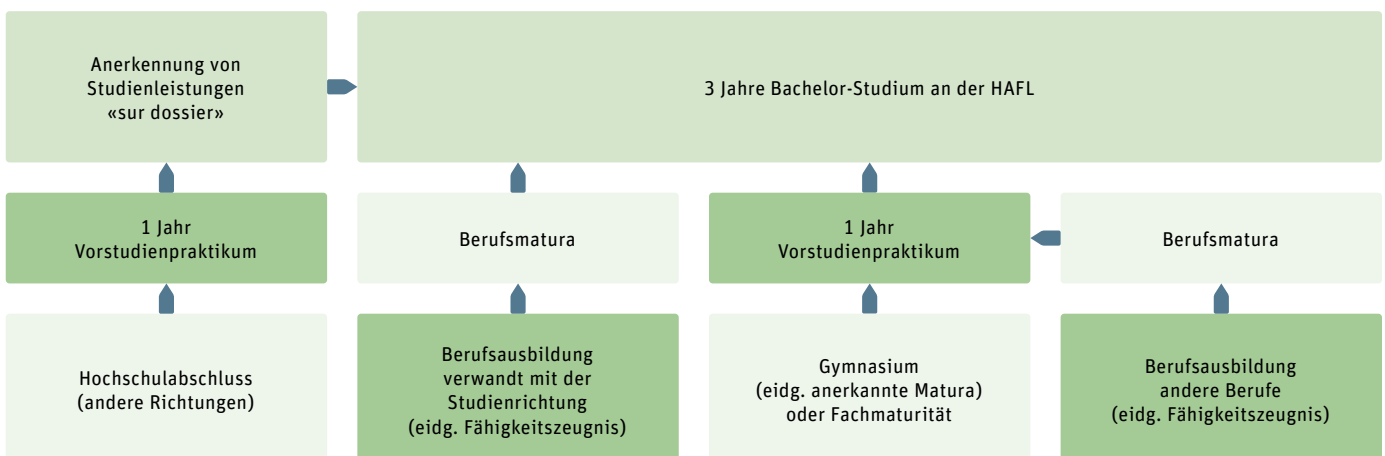 Anerkennung von
Studienleistungen
«sur dossier»
3 Jahre Bachelor-Studium an der HAFL
1 Jahr
Vorstudienpraktikum
Berufsmatura
1 Jahr
Vorstudienpraktikum
Berufsmatura
Hochschulabschluss
(andere Richtungen)
Berufsausbildung
verwandt mit der
Studienrichtung
(eidg. Fähigkeitszeugnis)
Gymnasium
(eidg. anerkannte Matura)
oder Fachmaturität
Berufsausbildung
andere Berufe
(eidg. Fähigkeitszeugnis)